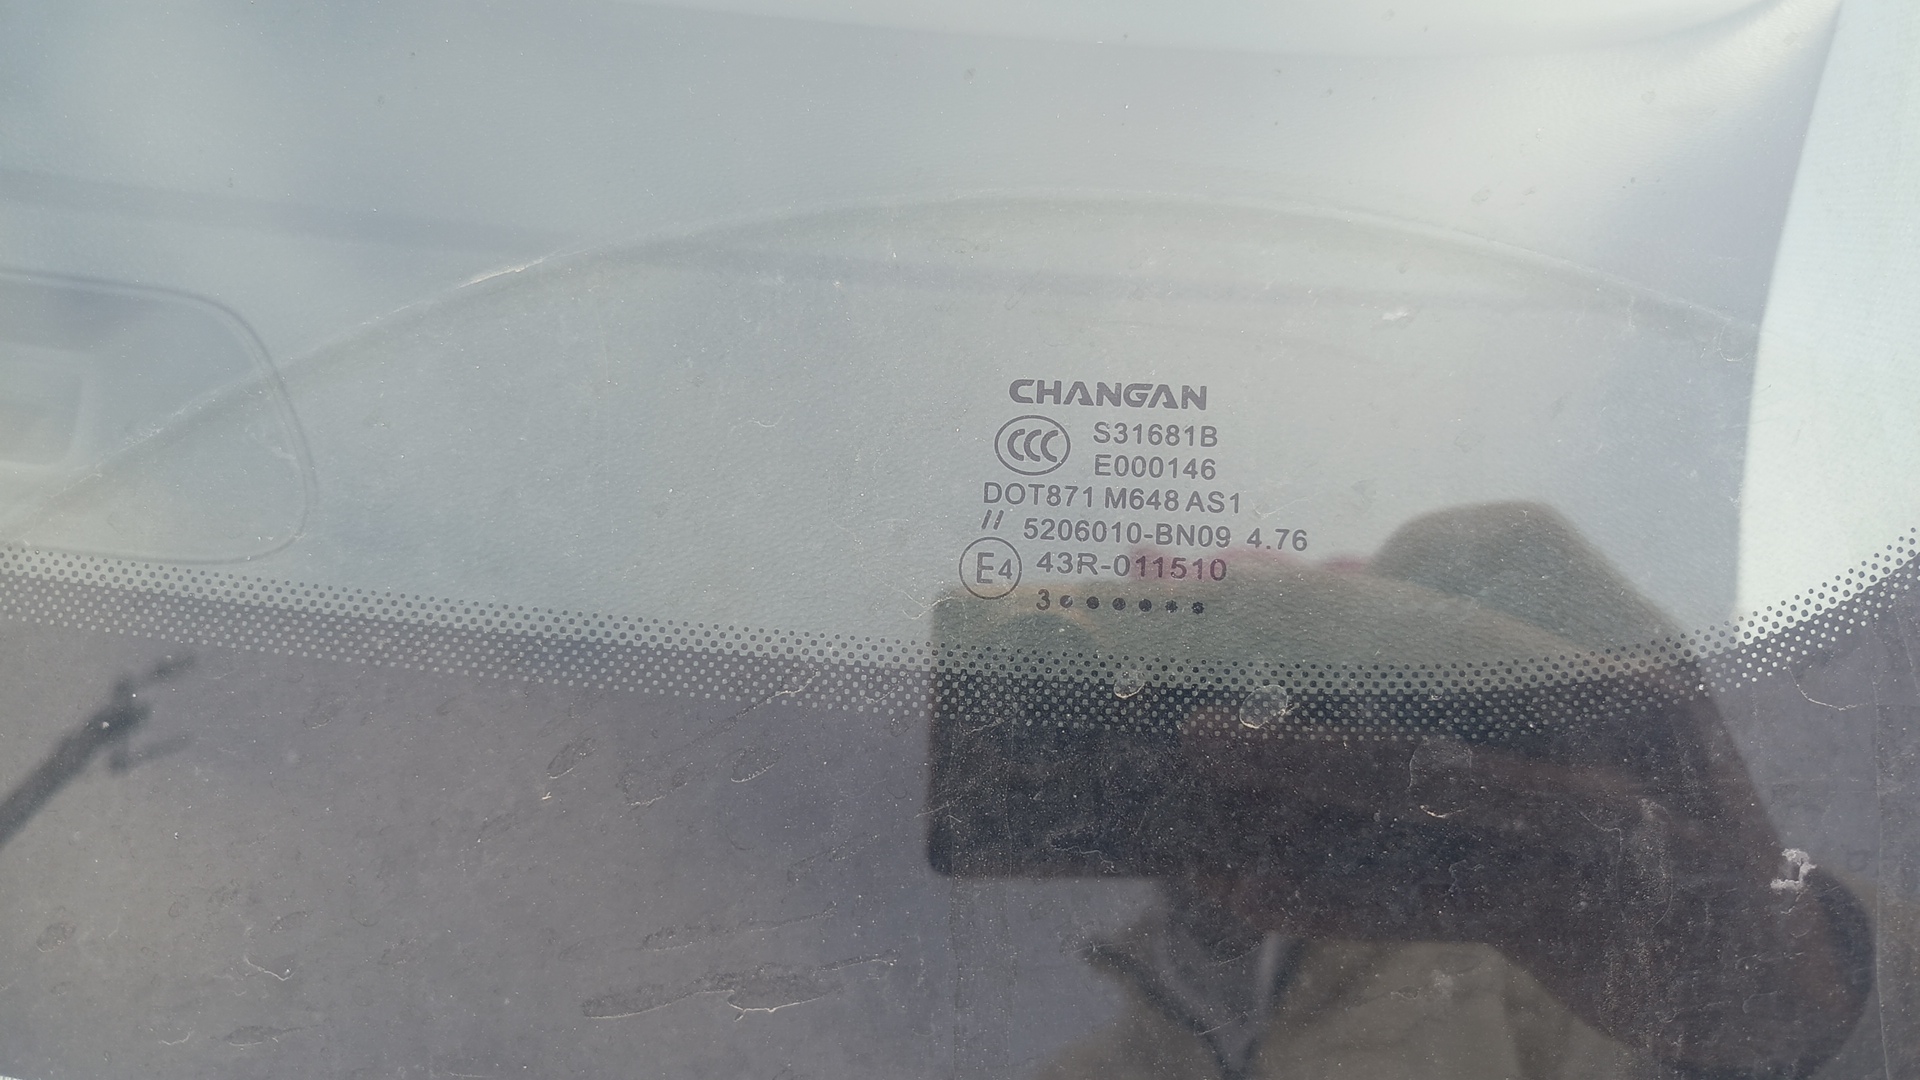 CHANGAN
CCC S31681B
E000146
DOT871 M648 AS1
// 5206010-BN09 4.76
E4 43R-011510
3●●●●●●